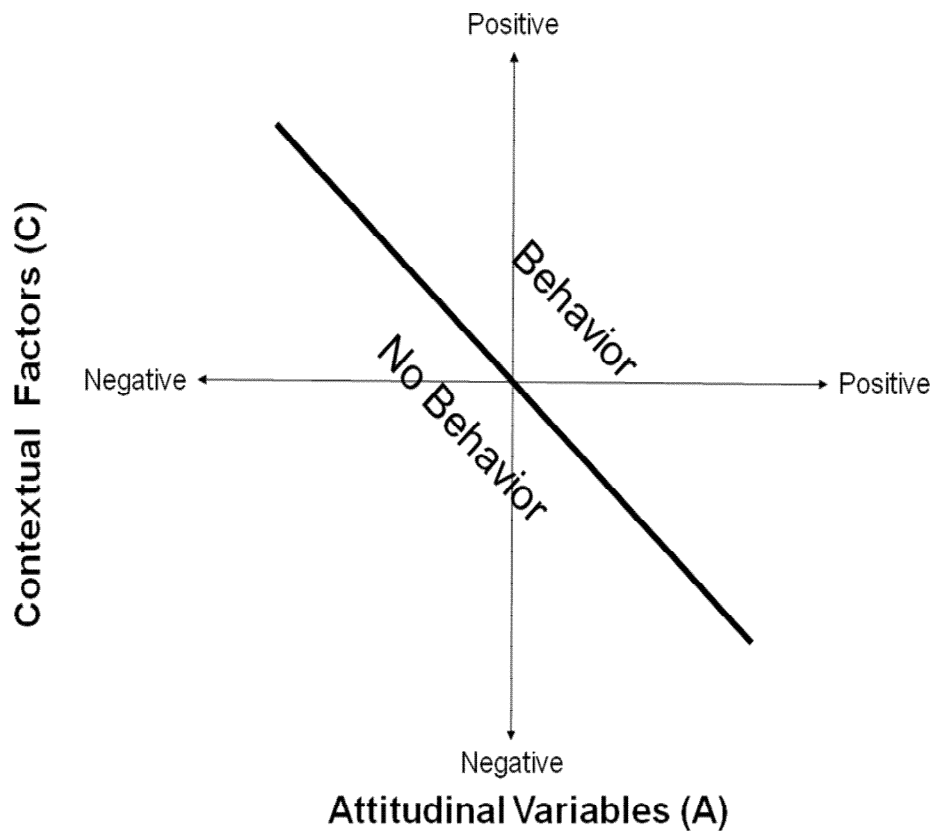 Positive
Contextual Factors (C)
Behavior
No Behavior
Negative
Positive
Negative
Attitudinal Variables (A)